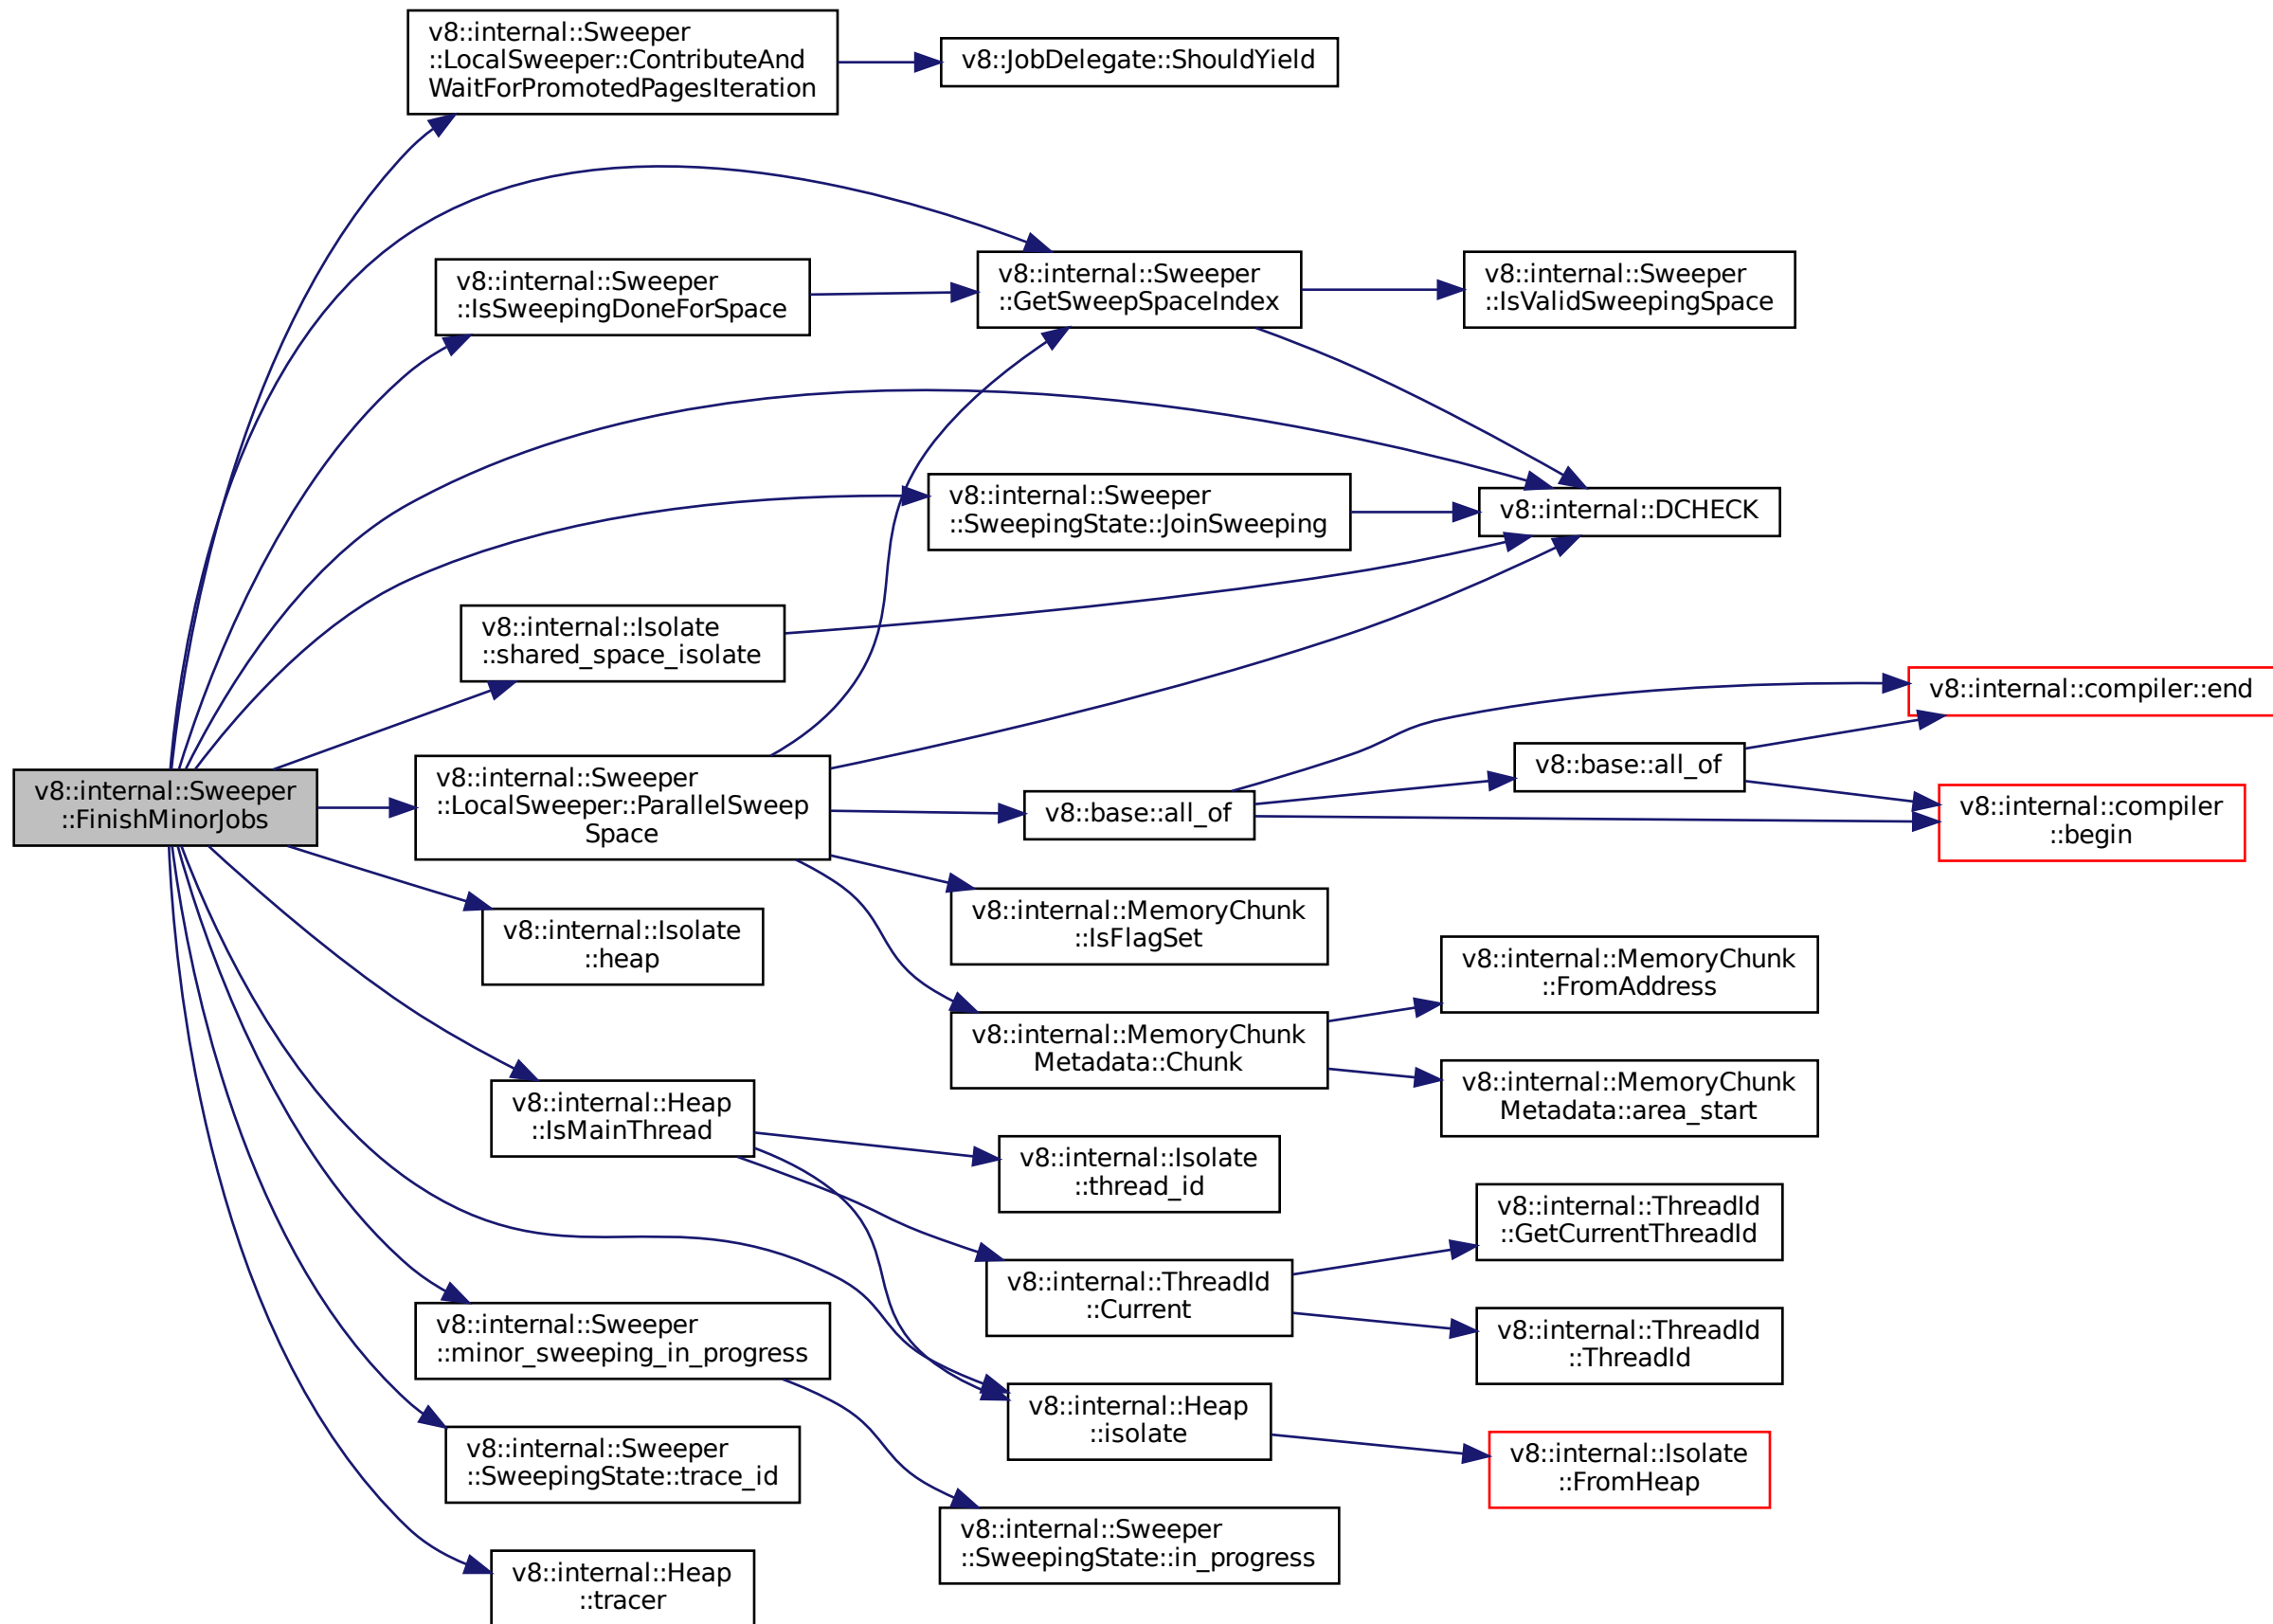 v8::internal::Sweeper
::LocalSweeper::ContributeAnd
WaitForPromotedPagesIteration
v8::JobDelegate::ShouldYield
v8::internal::Sweeper
::IsSweepingDoneForSpace
v8::internal::Sweeper
::GetSweepSpaceIndex
v8::internal::Sweeper
::IsValidSweepingSpace
v8::internal::Sweeper
::SweepingState::JoinSweeping
v8::internal::DCHECK
v8::internal::Isolate
::shared_space_isolate
v8::internal::compiler::end
v8::internal::Sweeper
::FinishMinorJobs
v8::internal::Sweeper
::LocalSweeper::ParallelSweep
Space
v8::base::all_of
v8::base::all_of
v8::internal::compiler
::begin
v8::internal::Isolate
::heap
v8::internal::MemoryChunk
::IsFlagSet
v8::internal::MemoryChunk
::FromAddress
v8::internal::MemoryChunk
Metadata::Chunk
v8::internal::MemoryChunk
Metadata::area_start
v8::internal::Heap
::IsMainThread
v8::internal::Isolate
::thread_id
v8::internal::ThreadId
::GetCurrentThreadId
v8::internal::ThreadId
::Current
v8::internal::ThreadId
::ThreadId
v8::internal::Sweeper
::minor_sweeping_in_progress
v8::internal::Heap
::isolate
v8::internal::Isolate
::FromHeap
v8::internal::Sweeper
::SweepingState::trace_id
v8::internal::Sweeper
::SweepingState::in_progress
v8::internal::Heap
::tracer